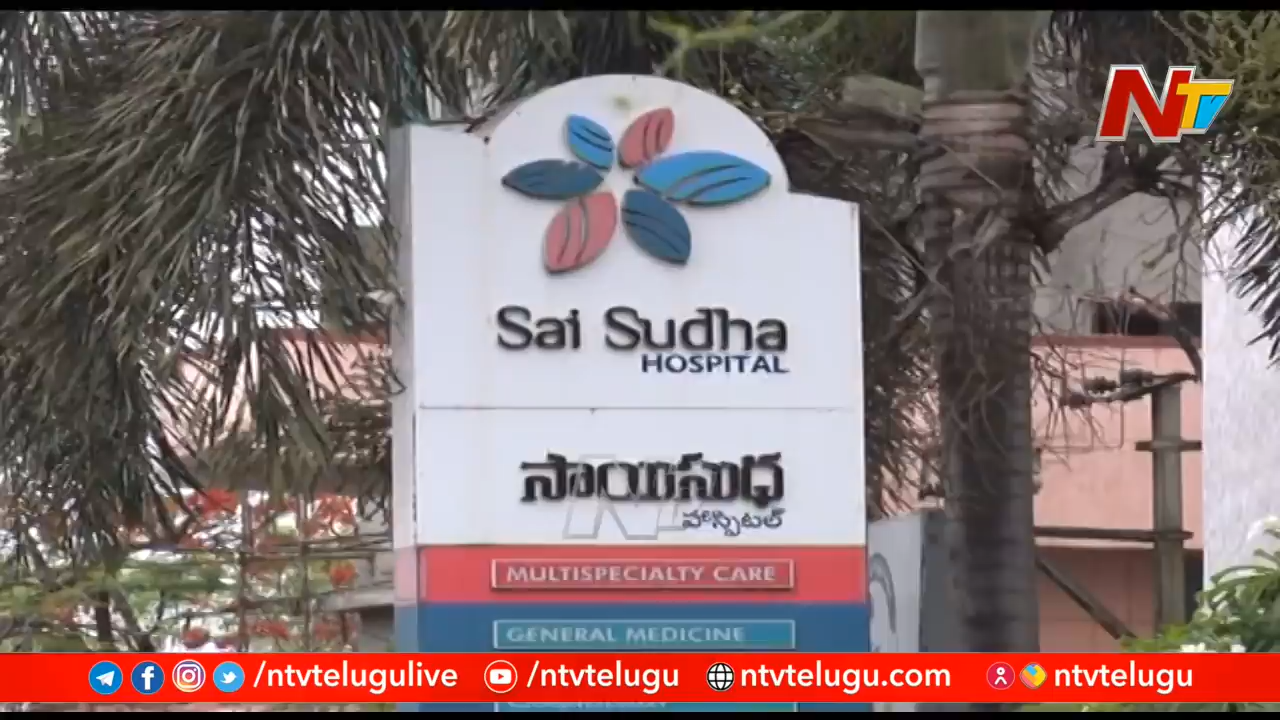 NTV
Sai Sudha
HOSPITAL
సాయిసుధ
హాస్పిటల్
MULTISPECIALTY CARE
GENERAL MEDICINE
/ntvtelugulive
/ntvtelugu
ntvtelugu.com
ntvtelugu